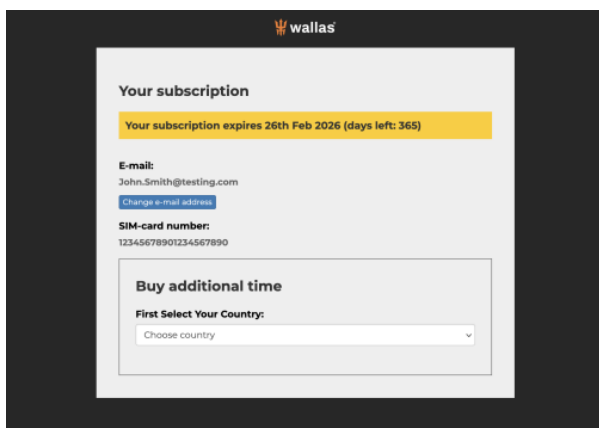 wallas
Your subscription
Your subscription expires 26th Feb 2026 (days left: 365)
E-mail:
John.Smith@testing.com
Change e-mail address
SIM-card number:
12345678901234567890
Buy additional time
First Select Your Country:
Choose country